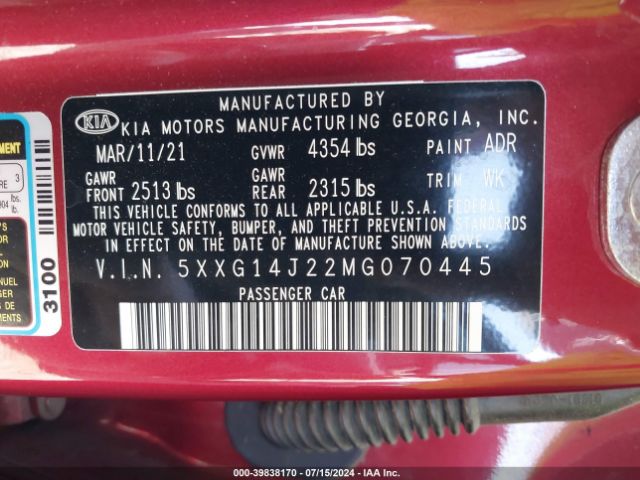 MANUFACTURED BY
KIA KIA MOTORS MANUFACTURING GEORGIA, INC.
MAR/11/21 GVWR 4354 lbs PAINT ADR
GAWR FRONT 2513 lbs GAWR REAR 2315 lbs TRIM WK
THIS VEHICLE CONFORMS TO ALL APPLICABLE U.S.A. FEDERAL
MOTOR VEHICLE SAFETY, BUMPER, AND THEFT PREVENTION STANDARDS
IN EFFECT ON THE DATE OF MANUFACTURE SHOWN ABOVE.
V.I.N. 5XXG14J22MG070445
PASSENGER CAR
3100
000-39838170 - 07/15/2024 - IAA Inc.